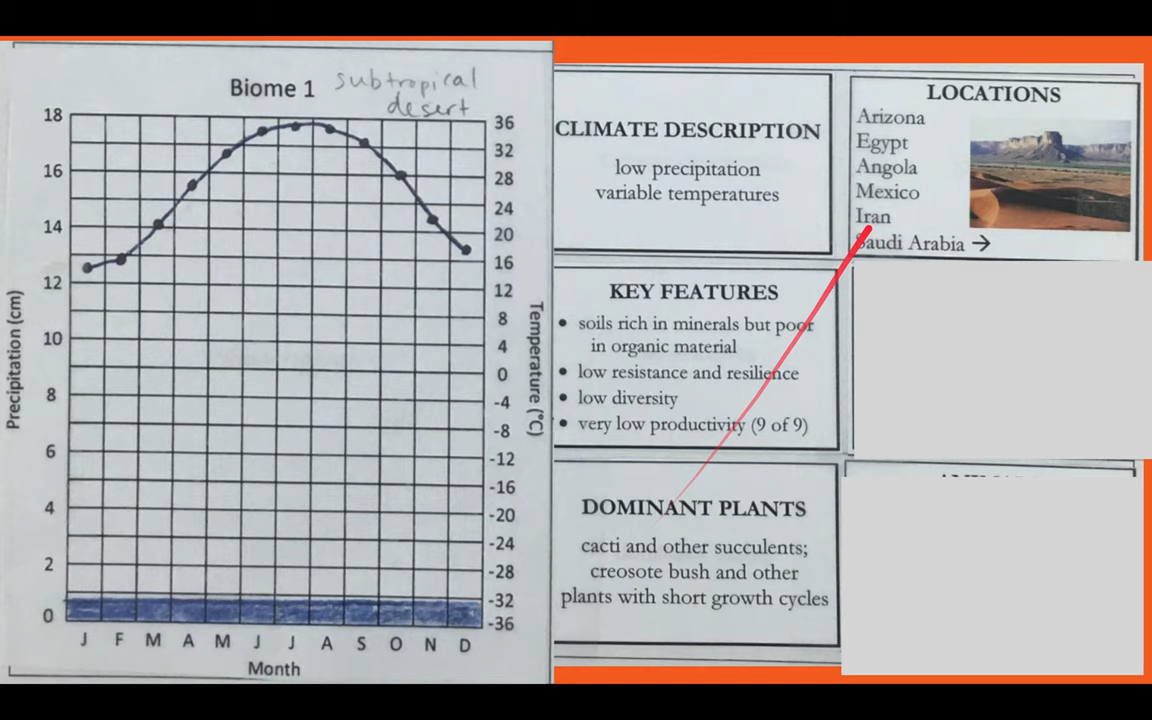 Biome 1 subtropical
desert
18
16
14
12
10
8
6
4
2
0
Precipitation (cm)
36
32
28
24
20
16
12
8
4
0
-4
-8
-12
-16
-20
-24
-28
-32
-36
Temperature (°C)
J F M A M J J A S O N D
Month
CLIMATE DESCRIPTION
low precipitation
variable temperatures
KEY FEATURES
• soils rich in minerals but poor
in organic material
• low resistance and resilience
• low diversity
• very low productivity (9 of 9)
DOMINANT PLANTS
cacti and other succulents;
creosote bush and other
plants with short growth cycles
LOCATIONS
Arizona
Egypt
Angola
Mexico
Iran
Saudi Arabia →